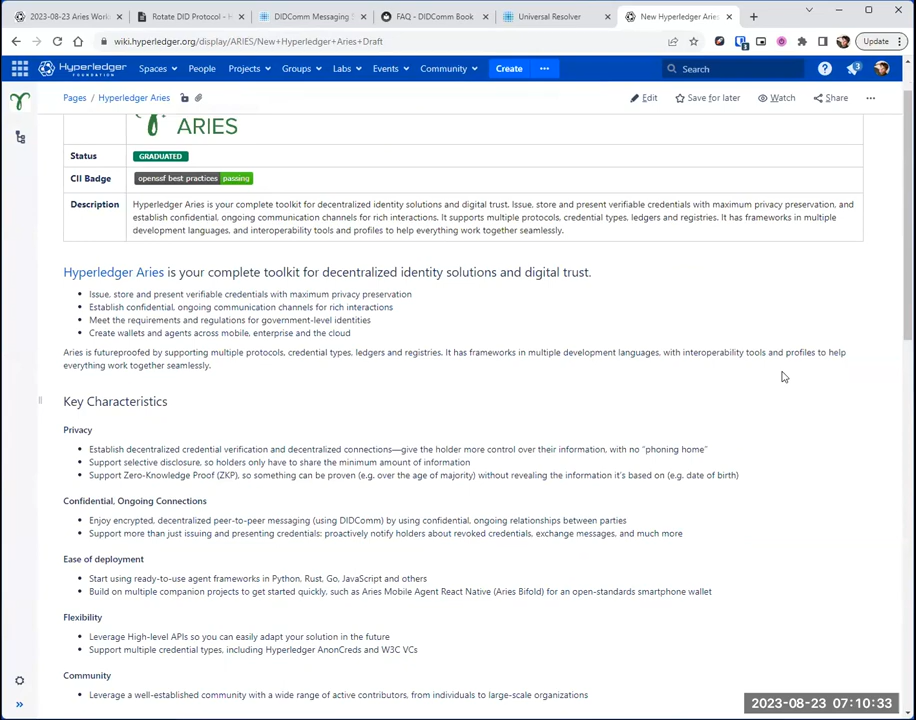 2023-08-23 Aries Work
Rotate DID Protocol - H
DIDComm Messaging S
FAQ - DIDComm Book
Universal Resolver
New Hyperledger Aries
wiki.hyperledger.org/display/ARIES/New+Hyperledger+Aries+Draft
Update
HYPERLEDGER FOUNDATION
Spaces
People
Projects
Groups
Labs
Events
Community
Create
Search
3
Pages / Hyperledger Aries
Edit
Save for later
Watch
Share
ARIES
Status
GRADUATED
CII Badge
openssf best practices passing
Description
Hyperledger Aries is your complete toolkit for decentralized identity solutions and digital trust. Issue, store and present verifiable credentials with maximum privacy preservation, and
establish confidential, ongoing communication channels for rich interactions. It supports multiple protocols, credential types, ledgers and registries. It has frameworks in multiple
development languages, and interoperability tools and profiles to help everything work together seamlessly.
Hyperledger Aries is your complete toolkit for decentralized identity solutions and digital trust.
Issue, store and present verifiable credentials with maximum privacy preservation
Establish confidential, ongoing communication channels for rich interactions
Meet the requirements and regulations for government-level identities
Create wallets and agents across mobile, enterprise and the cloud
Aries is futureproofed by supporting multiple protocols, credential types, ledgers and registries. It has frameworks in multiple development languages, with interoperability tools and profiles to help
everything work together seamlessly.
Key Characteristics
Privacy
Establish decentralized credential verification and decentralized connections—give the holder more control over their information, with no “phoning home”
Support selective disclosure, so holders only have to share the minimum amount of information
Support Zero-Knowledge Proof (ZKP), so something can be proven (e.g. over the age of majority) without revealing the information it’s based on (e.g. date of birth)
Confidential, Ongoing Connections
Enjoy encrypted, decentralized peer-to-peer messaging (using DIDComm) by using confidential, ongoing relationships between parties
Support more than just issuing and presenting credentials: proactively notify holders about revoked credentials, exchange messages, and much more
Ease of deployment
Start using ready-to-use agent frameworks in Python, Rust, Go, JavaScript and others
Build on multiple companion projects to get started quickly, such as Aries Mobile Agent React Native (Aries Bifold) for an open-standards smartphone wallet
Flexibility
Leverage High-level APIs so you can easily adapt your solution in the future
Support multiple credential types, including Hyperledger AnonCreds and W3C VCs
Community
Leverage a well-established community with a wide range of active contributors, from individuals to large-scale organizations
2023-08-23 07:10:33